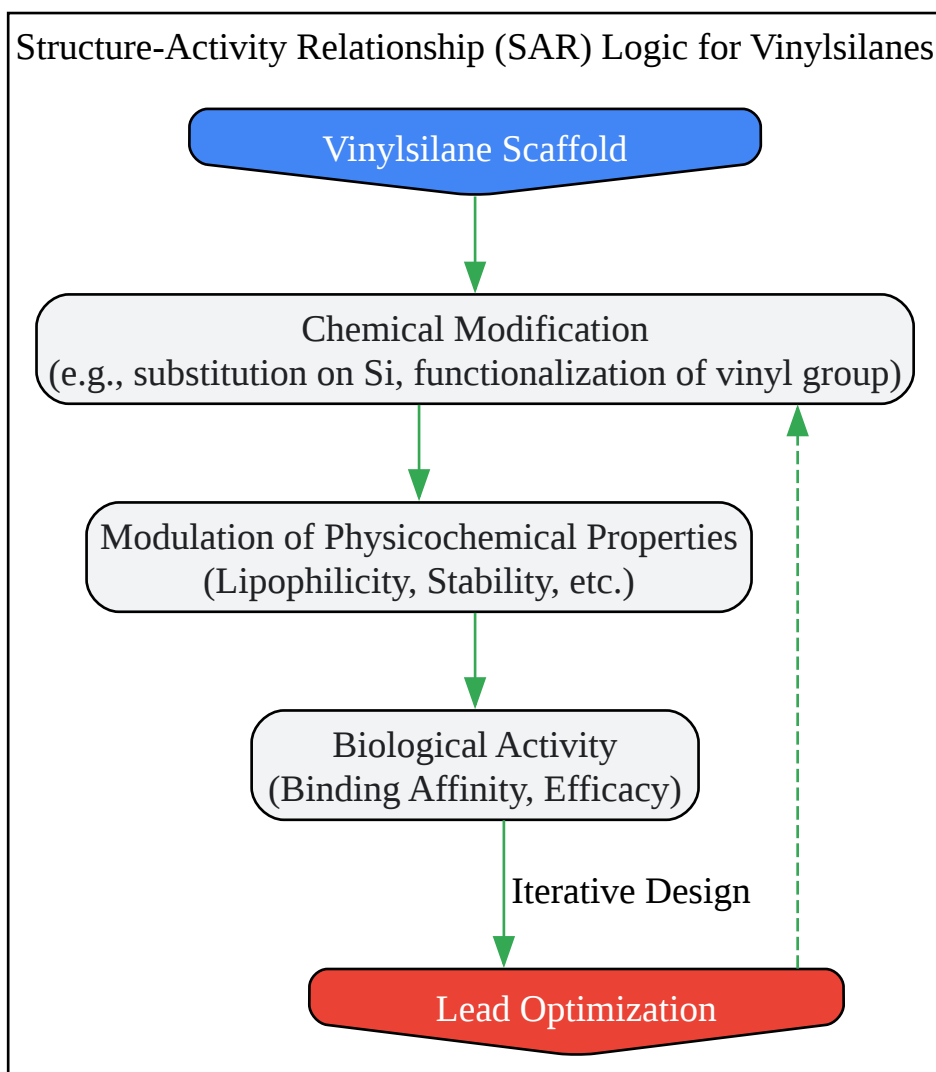 Structure-Activity Relationship (SAR) Logic for Vinylsilanes
Vinylsilane Scaffold
Chemical Modification
(e.g., substitution on Si, functionalization of vinyl group)
Modulation of Physicochemical Properties
(Lipophilicity, Stability, etc.)
Biological Activity
(Binding Affinity, Efficacy)
Iterative Design
Lead Optimization